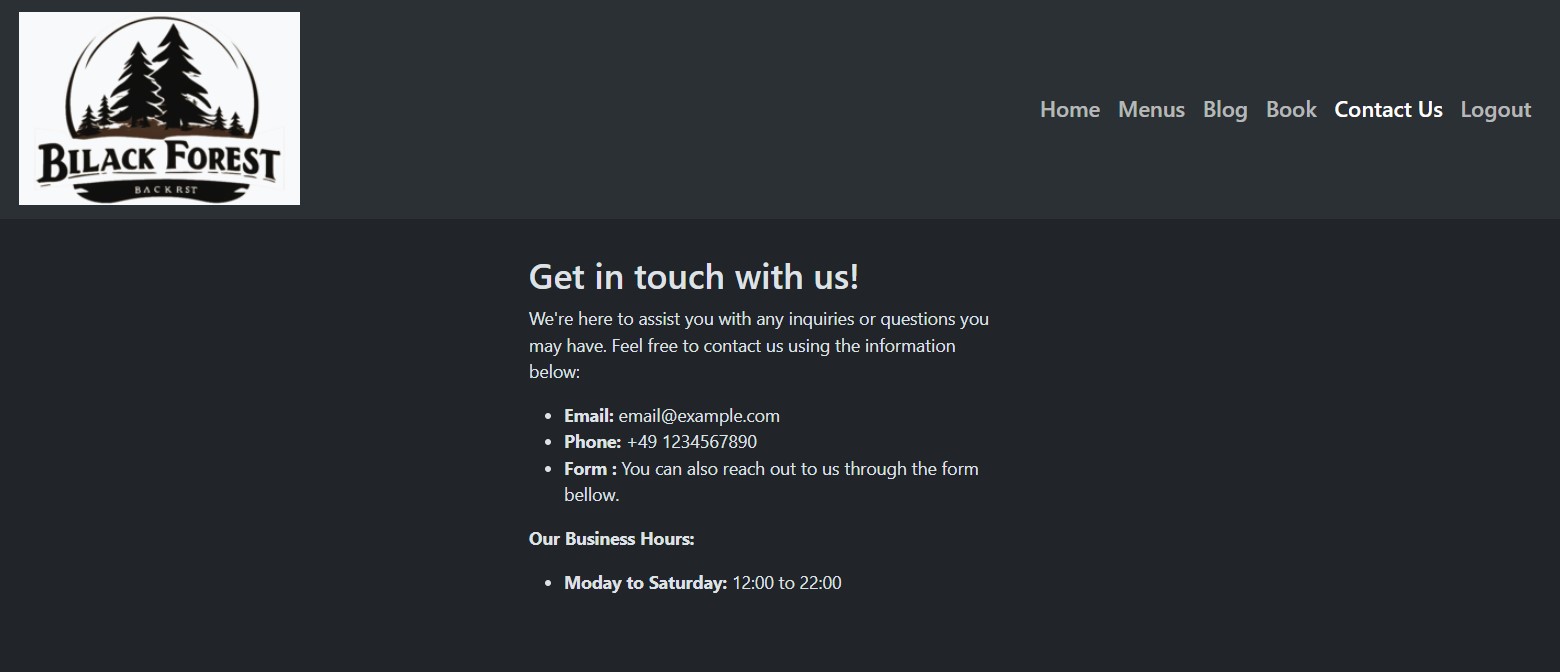 BILACK FOREST
BACKRST
Home Menus Blog Book Contact Us Logout
Get in touch with us!
We're here to assist you with any inquiries or questions you
may have. Feel free to contact us using the information
below:
• Email: email@example.com
• Phone: +49 1234567890
• Form : You can also reach out to us through the form
bellow.
Our Business Hours:
• Moday to Saturday: 12:00 to 22:00